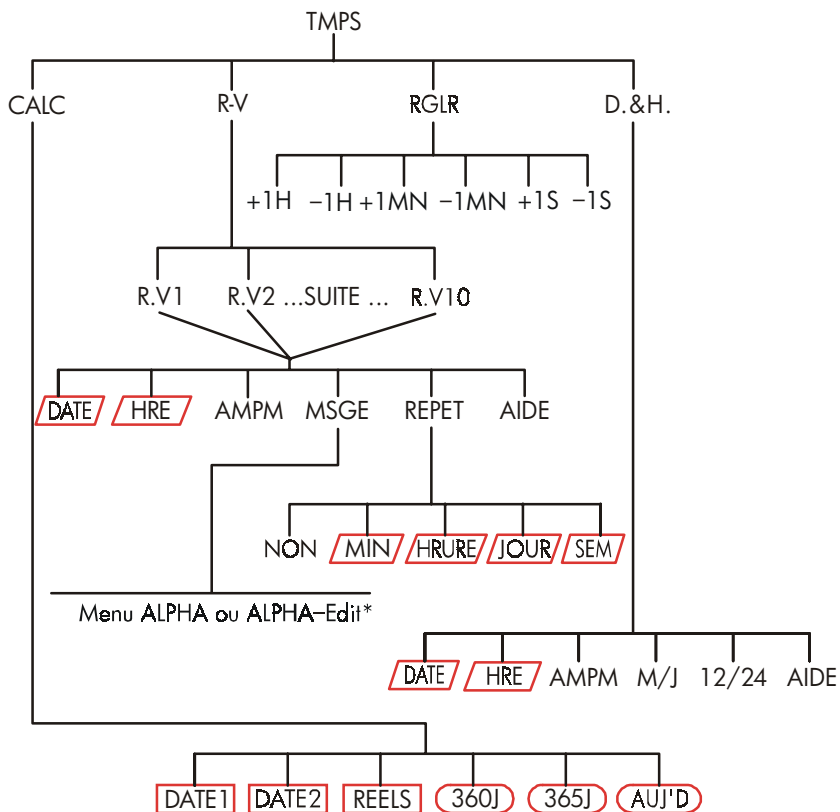 TMPS
CALC R-V RGLR D.&H.
+1H −1H +1MN −1MN +1S −1S
R.V1 R.V2 ...SUITE ... R.V10
DATE HRE AMPM MSGE REPET AIDE
NON MIN HRURE JOUR SEM
Menu ALPHA ou ALPHA−Edit*
DATE HRE AMPM M/J 12/24 AIDE
DATE1 DATE2 REELS 360J 365J AUJ'D